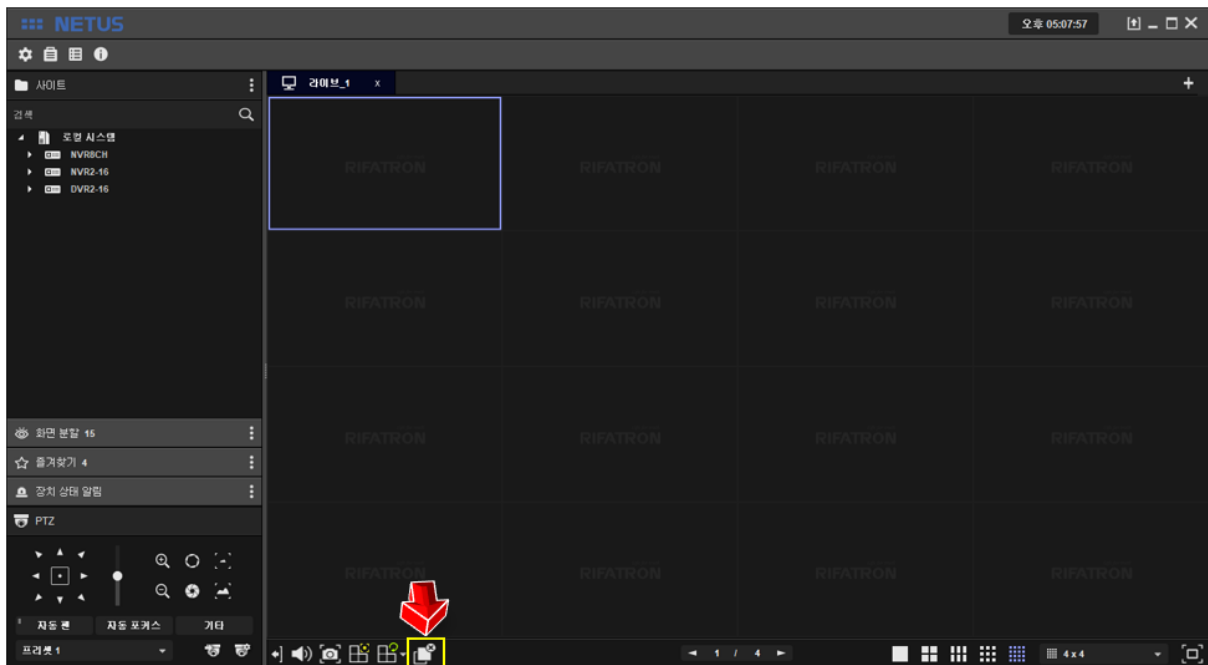 NETUS
오후 05:07:57
사이트
라이브_1 x
검색
로컬 시스템
NVR8CH
NVR2-16
DVR2-16
RIFATRON RIFATRON RIFATRON RIFATRON
RIFATRON RIFATRON RIFATRON RIFATRON
RIFATRON RIFATRON RIFATRON RIFATRON
RIFATRON RIFATRON RIFATRON RIFATRON
화면 분할 15
즐겨찾기 4
장치 상태 알림
PTZ
자동 팬 자동 포커스 기타
프리셋 1
1 / 4
4 x 4